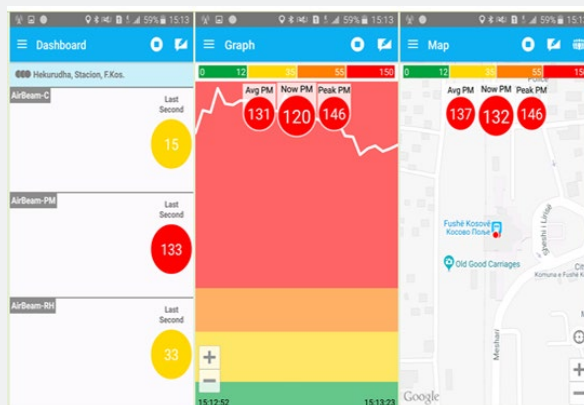 59% 15:13
Dashboard
Hekurudha, Stacion, F.Kos.
AirBeam-C
Last
Second
15
AirBeam-PM
Last
Second
133
AirBeam-RH
Last
Second
33
59% 15:13
Graph
0 12 35 55 150
Avg PM Now PM Peak PM
131 120 146
+
−
15:12:52 15:13:23
59% 15:13
Map
0 12 35 55 150
Avg PM Now PM Peak PM
137 132 146
Fushë Kosovë
Косово Поље
Old Good Carriages
Sheshi i Lirisë
Komuna e Fushë K
Meshari
+
−
Google